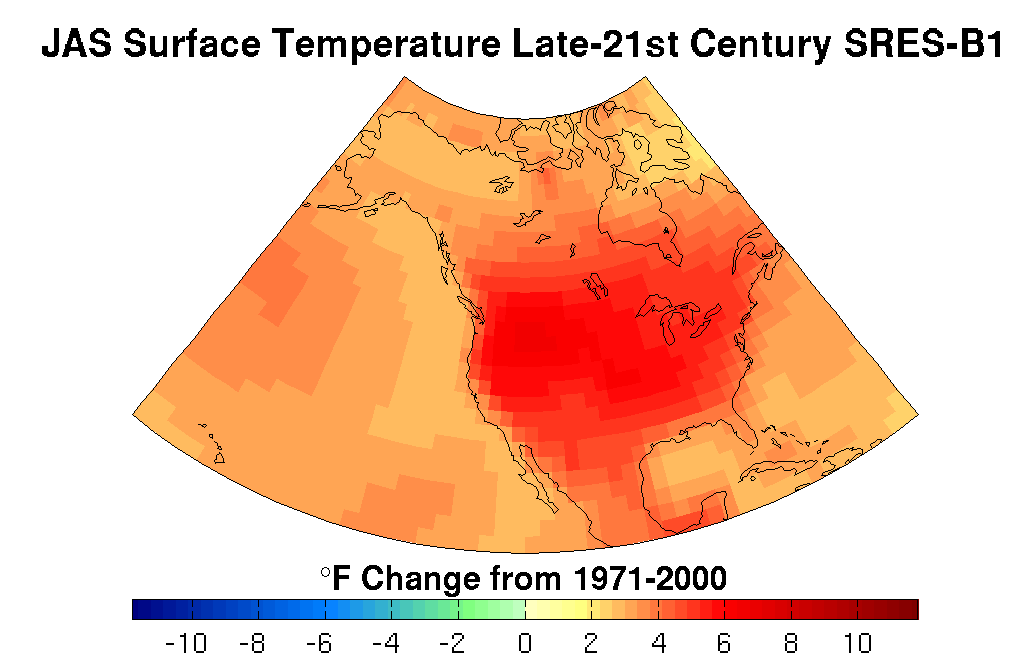 JAS Surface Temperature Late-21st Century SRES-B1
°F Change from 1971-2000
-10 -8 -6 -4 -2 0 2 4 6 8 10